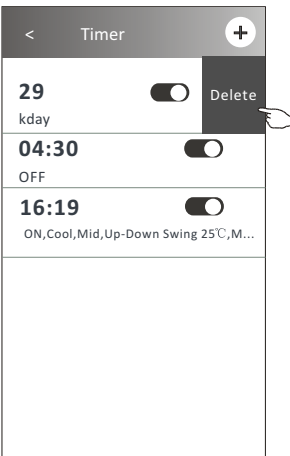 < Timer +
29 Delete
kday
04:30
OFF
16:19
ON,Cool,Mid,Up-Down Swing 25℃,M...